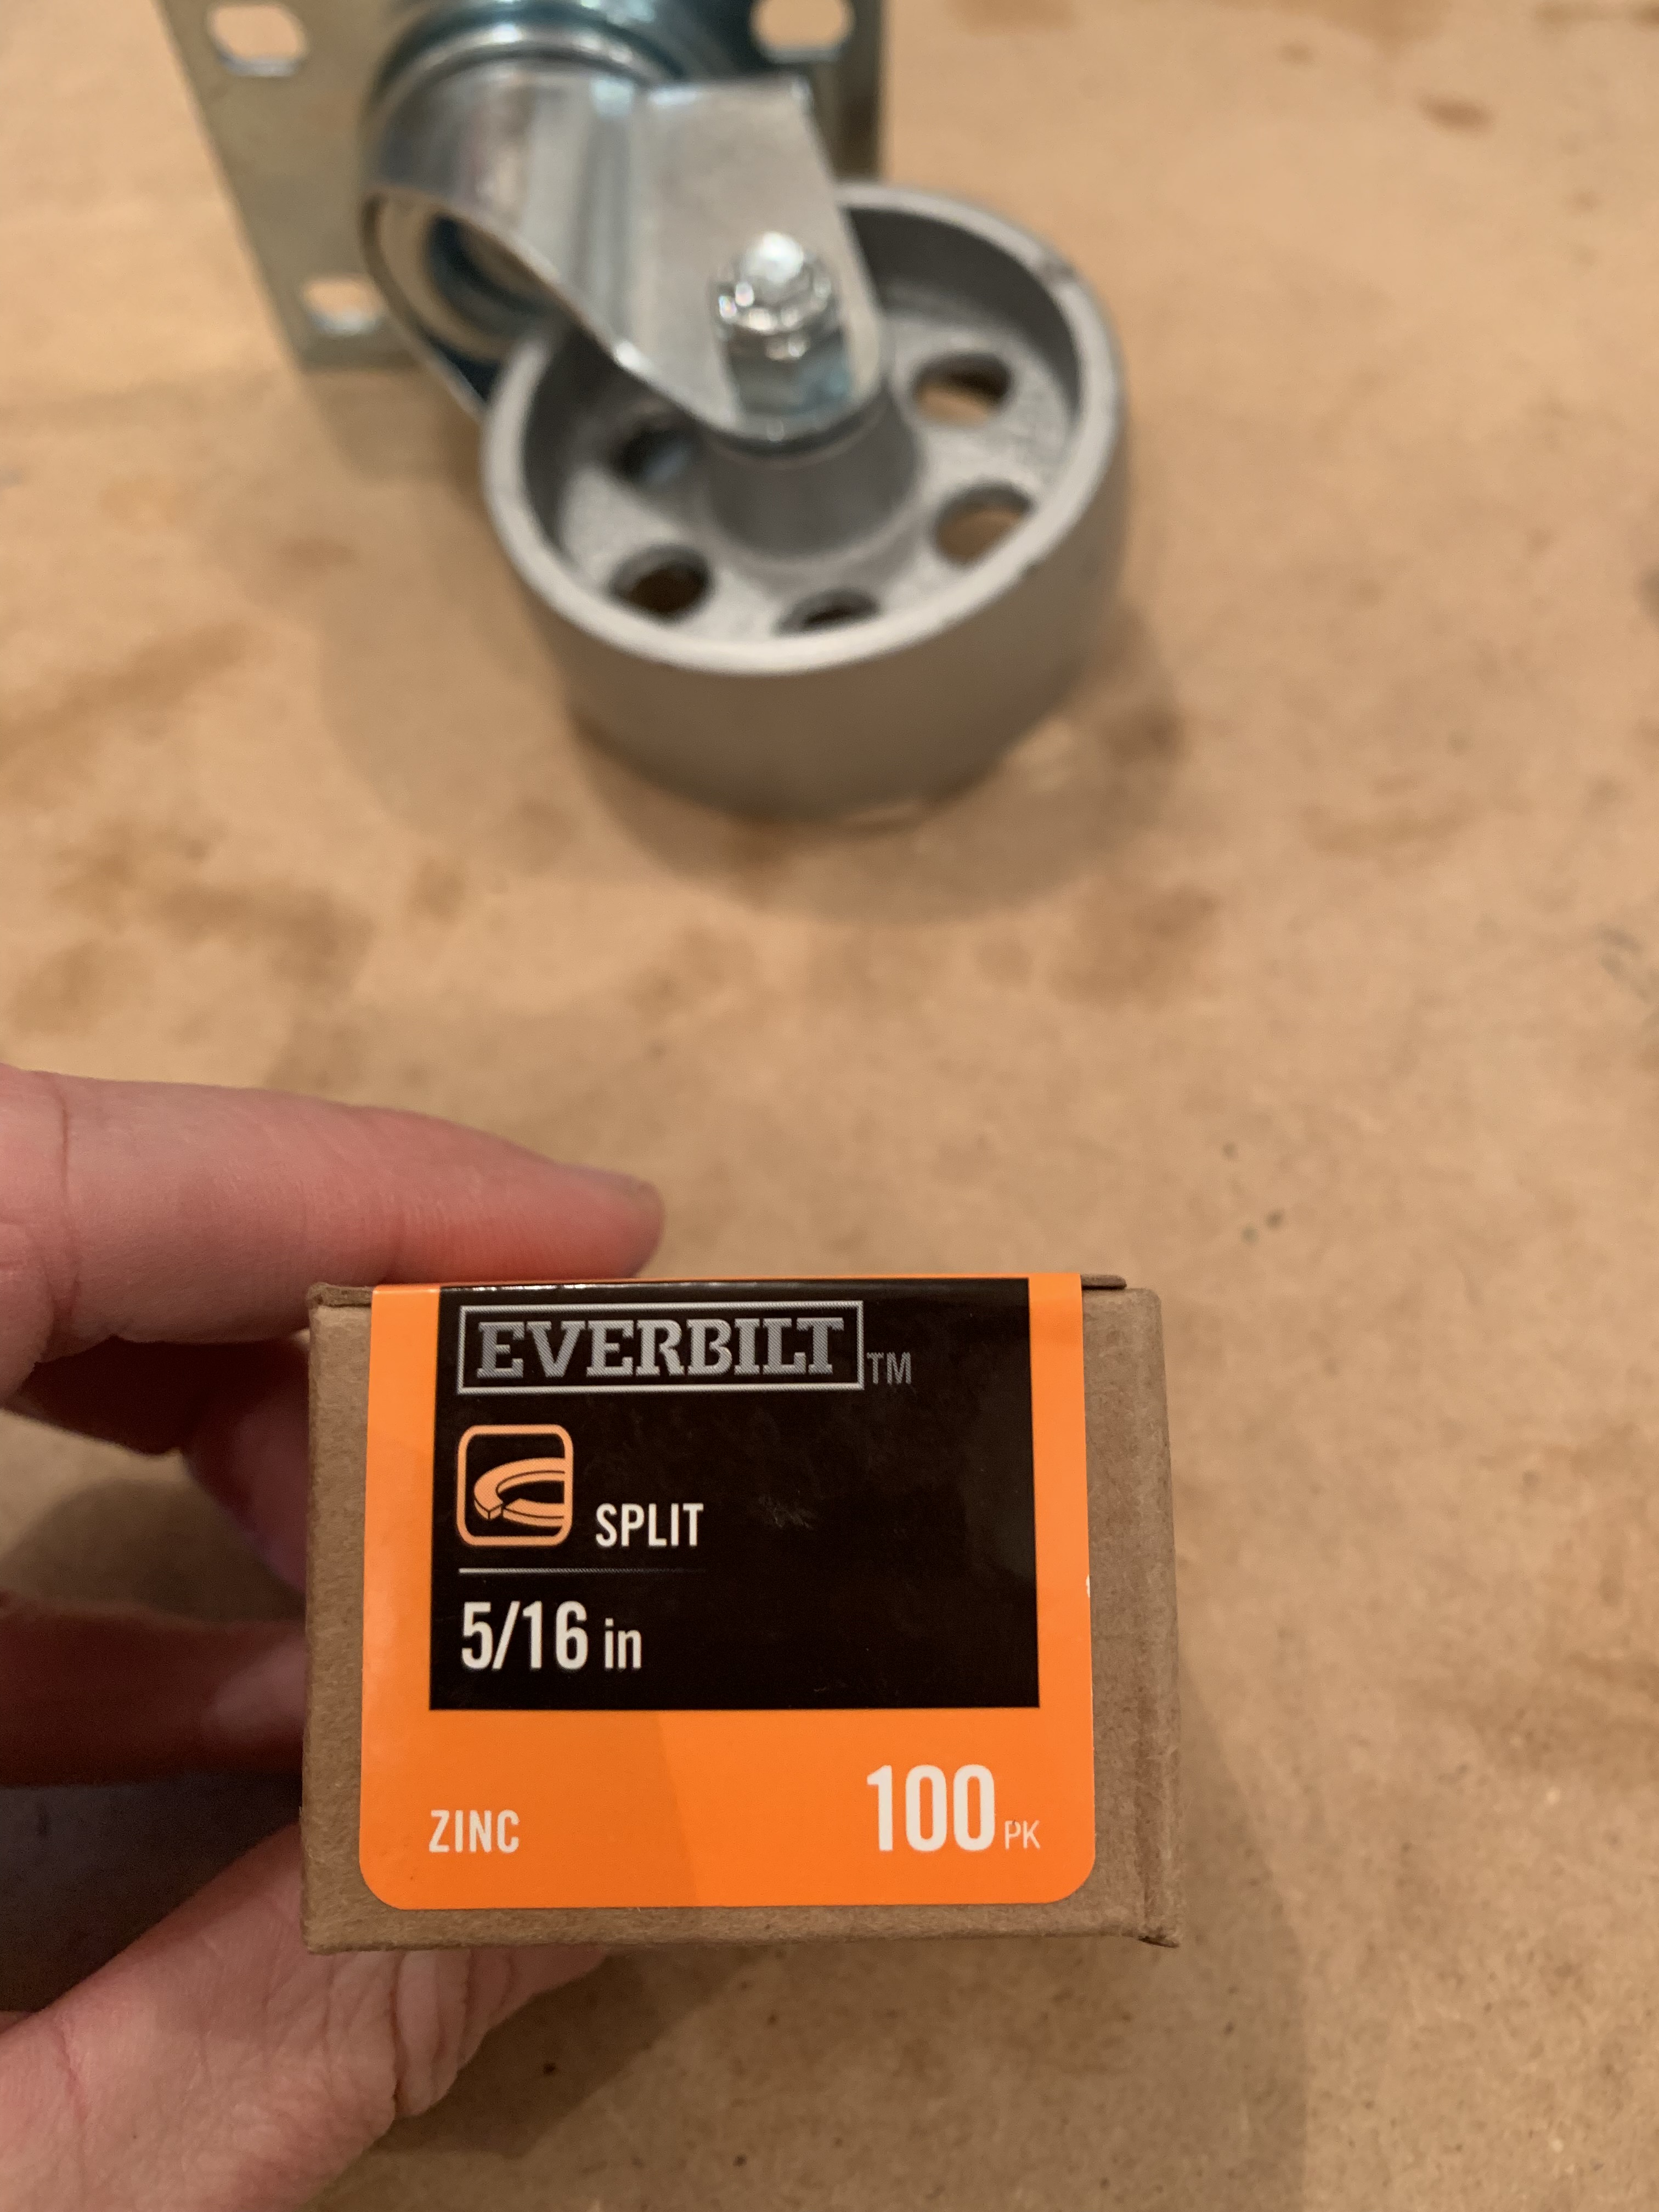 EVERBILT TM
SPLIT
5/16 in
ZINC
100 PK